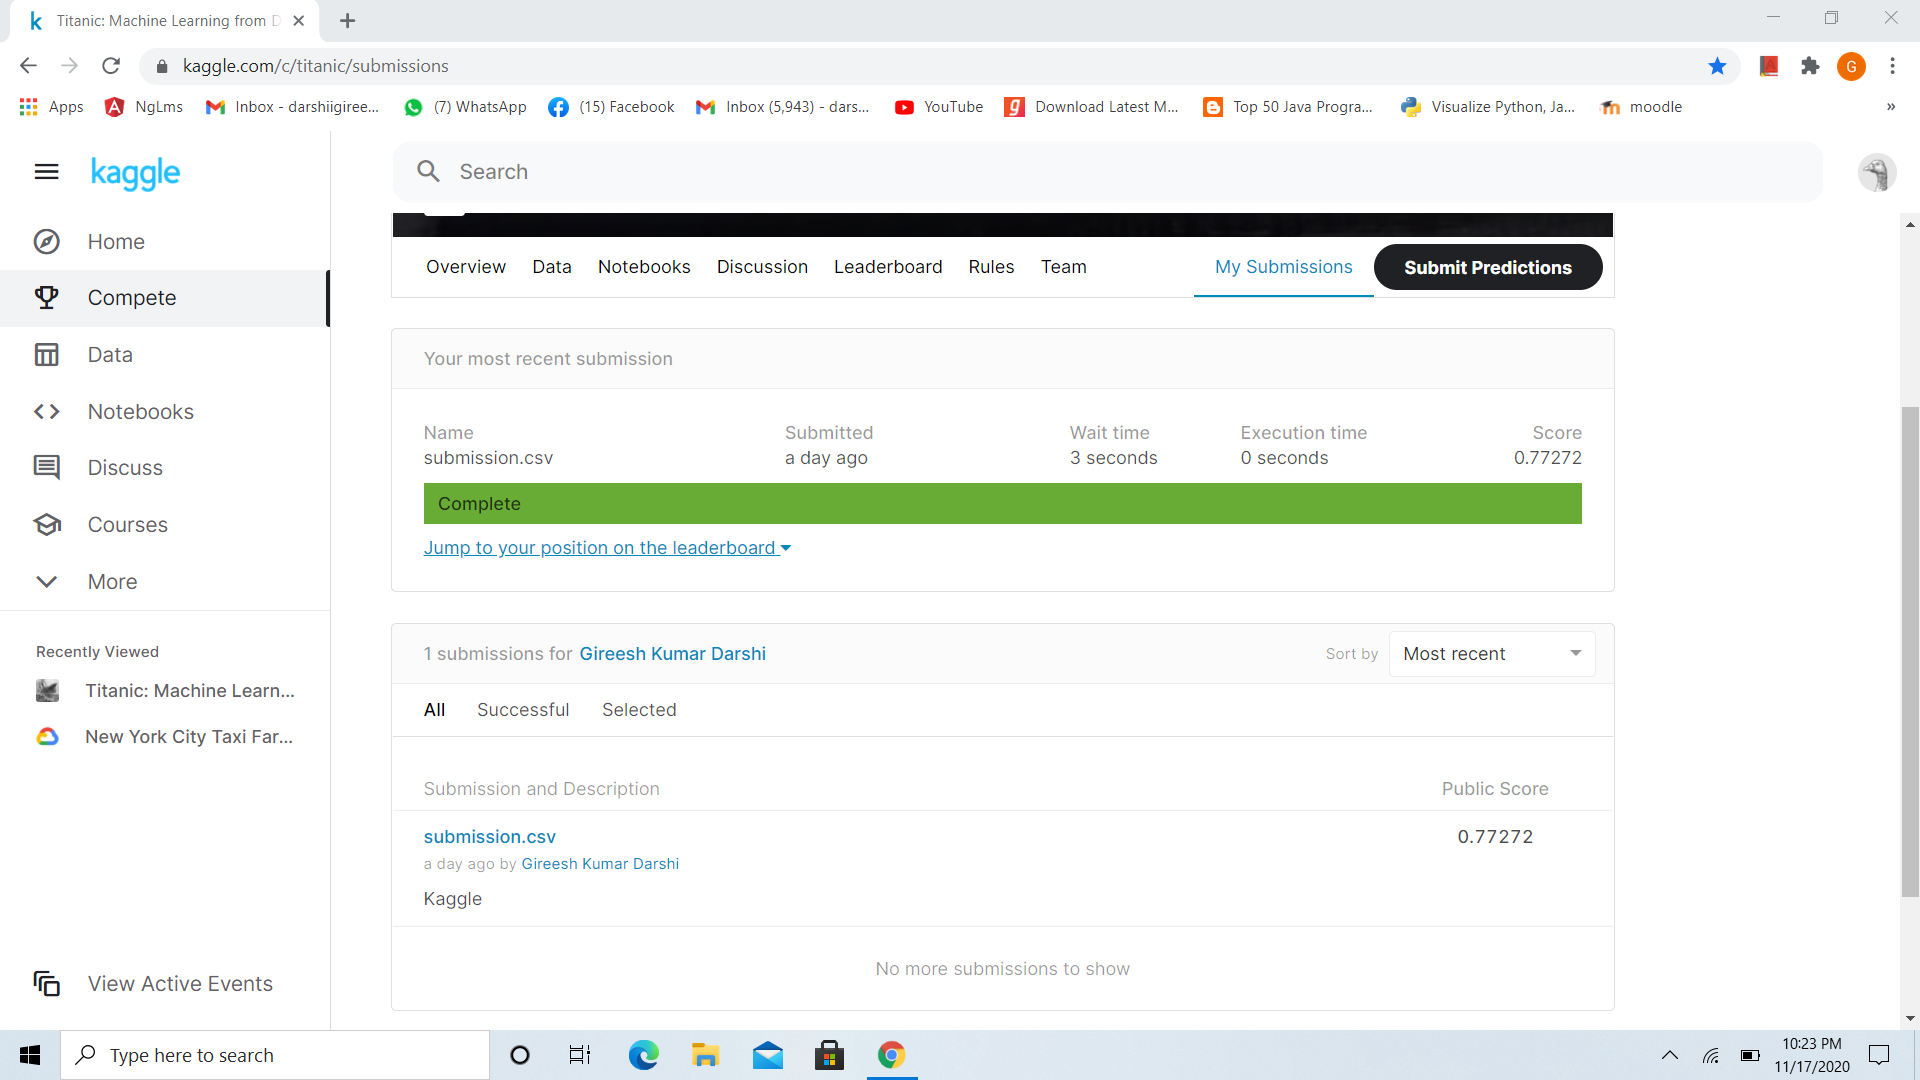 Titanic: Machine Learning from D
kaggle.com/c/titanic/submissions
G
Apps NgLms Inbox - darshiigiree... (7) WhatsApp (15) Facebook Inbox (5,943) - dars... YouTube Download Latest M... Top 50 Java Progra... Visualize Python, Ja... moodle »
kaggle
Search
Home
Compete
Data
Notebooks
Discuss
Courses
More
Recently Viewed
Titanic: Machine Learn...
New York City Taxi Far...
View Active Events
Overview Data Notebooks Discussion Leaderboard Rules Team My Submissions Submit Predictions
Your most recent submission
Name Submitted Wait time Execution time Score
submission.csv a day ago 3 seconds 0 seconds 0.77272
Complete
Jump to your position on the leaderboard
1 submissions for Gireesh Kumar Darshi Sort by Most recent
All Successful Selected
Submission and Description Public Score
submission.csv 0.77272
a day ago by Gireesh Kumar Darshi
Kaggle
No more submissions to show
Type here to search
10:23 PM
11/17/2020